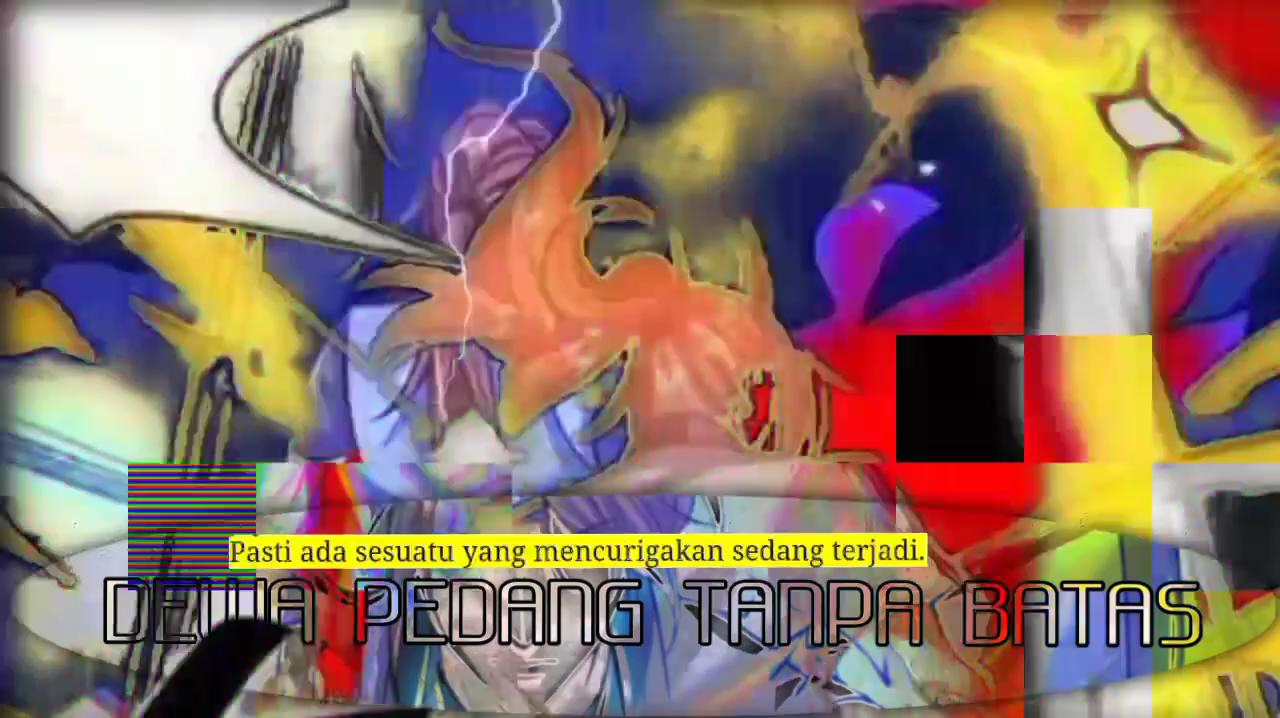 Pasti ada sesuatu yang mencurigakan sedang terjadi.
DEWA PEDANG TANPA BATAS